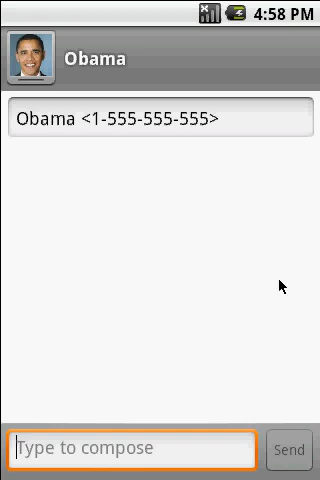 4:58 PM
Obama
Obama <1-555-555-555>
Type to compose
Send